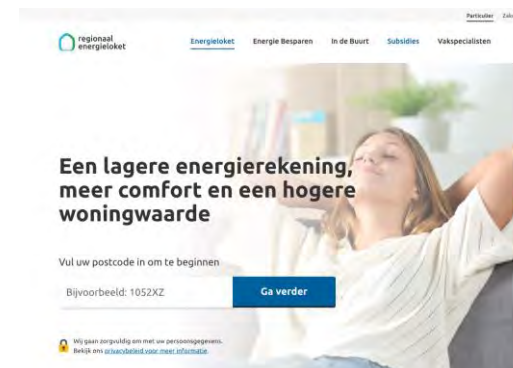 Particulier
regionaal
energieloket
Energieloket Energie Besparen In de Buurt Subsidies Vakspecialisten
Een lagere energierekening,
meer comfort en een hogere
woningwaarde
Vul uw postcode in om te beginnen
Bijvoorbeeld: 1052XZ
Ga verder
Wij gaan zorgvuldig om met uw persoonsgegevens.
Bekijk ons privacybeleid voor meer informatie.